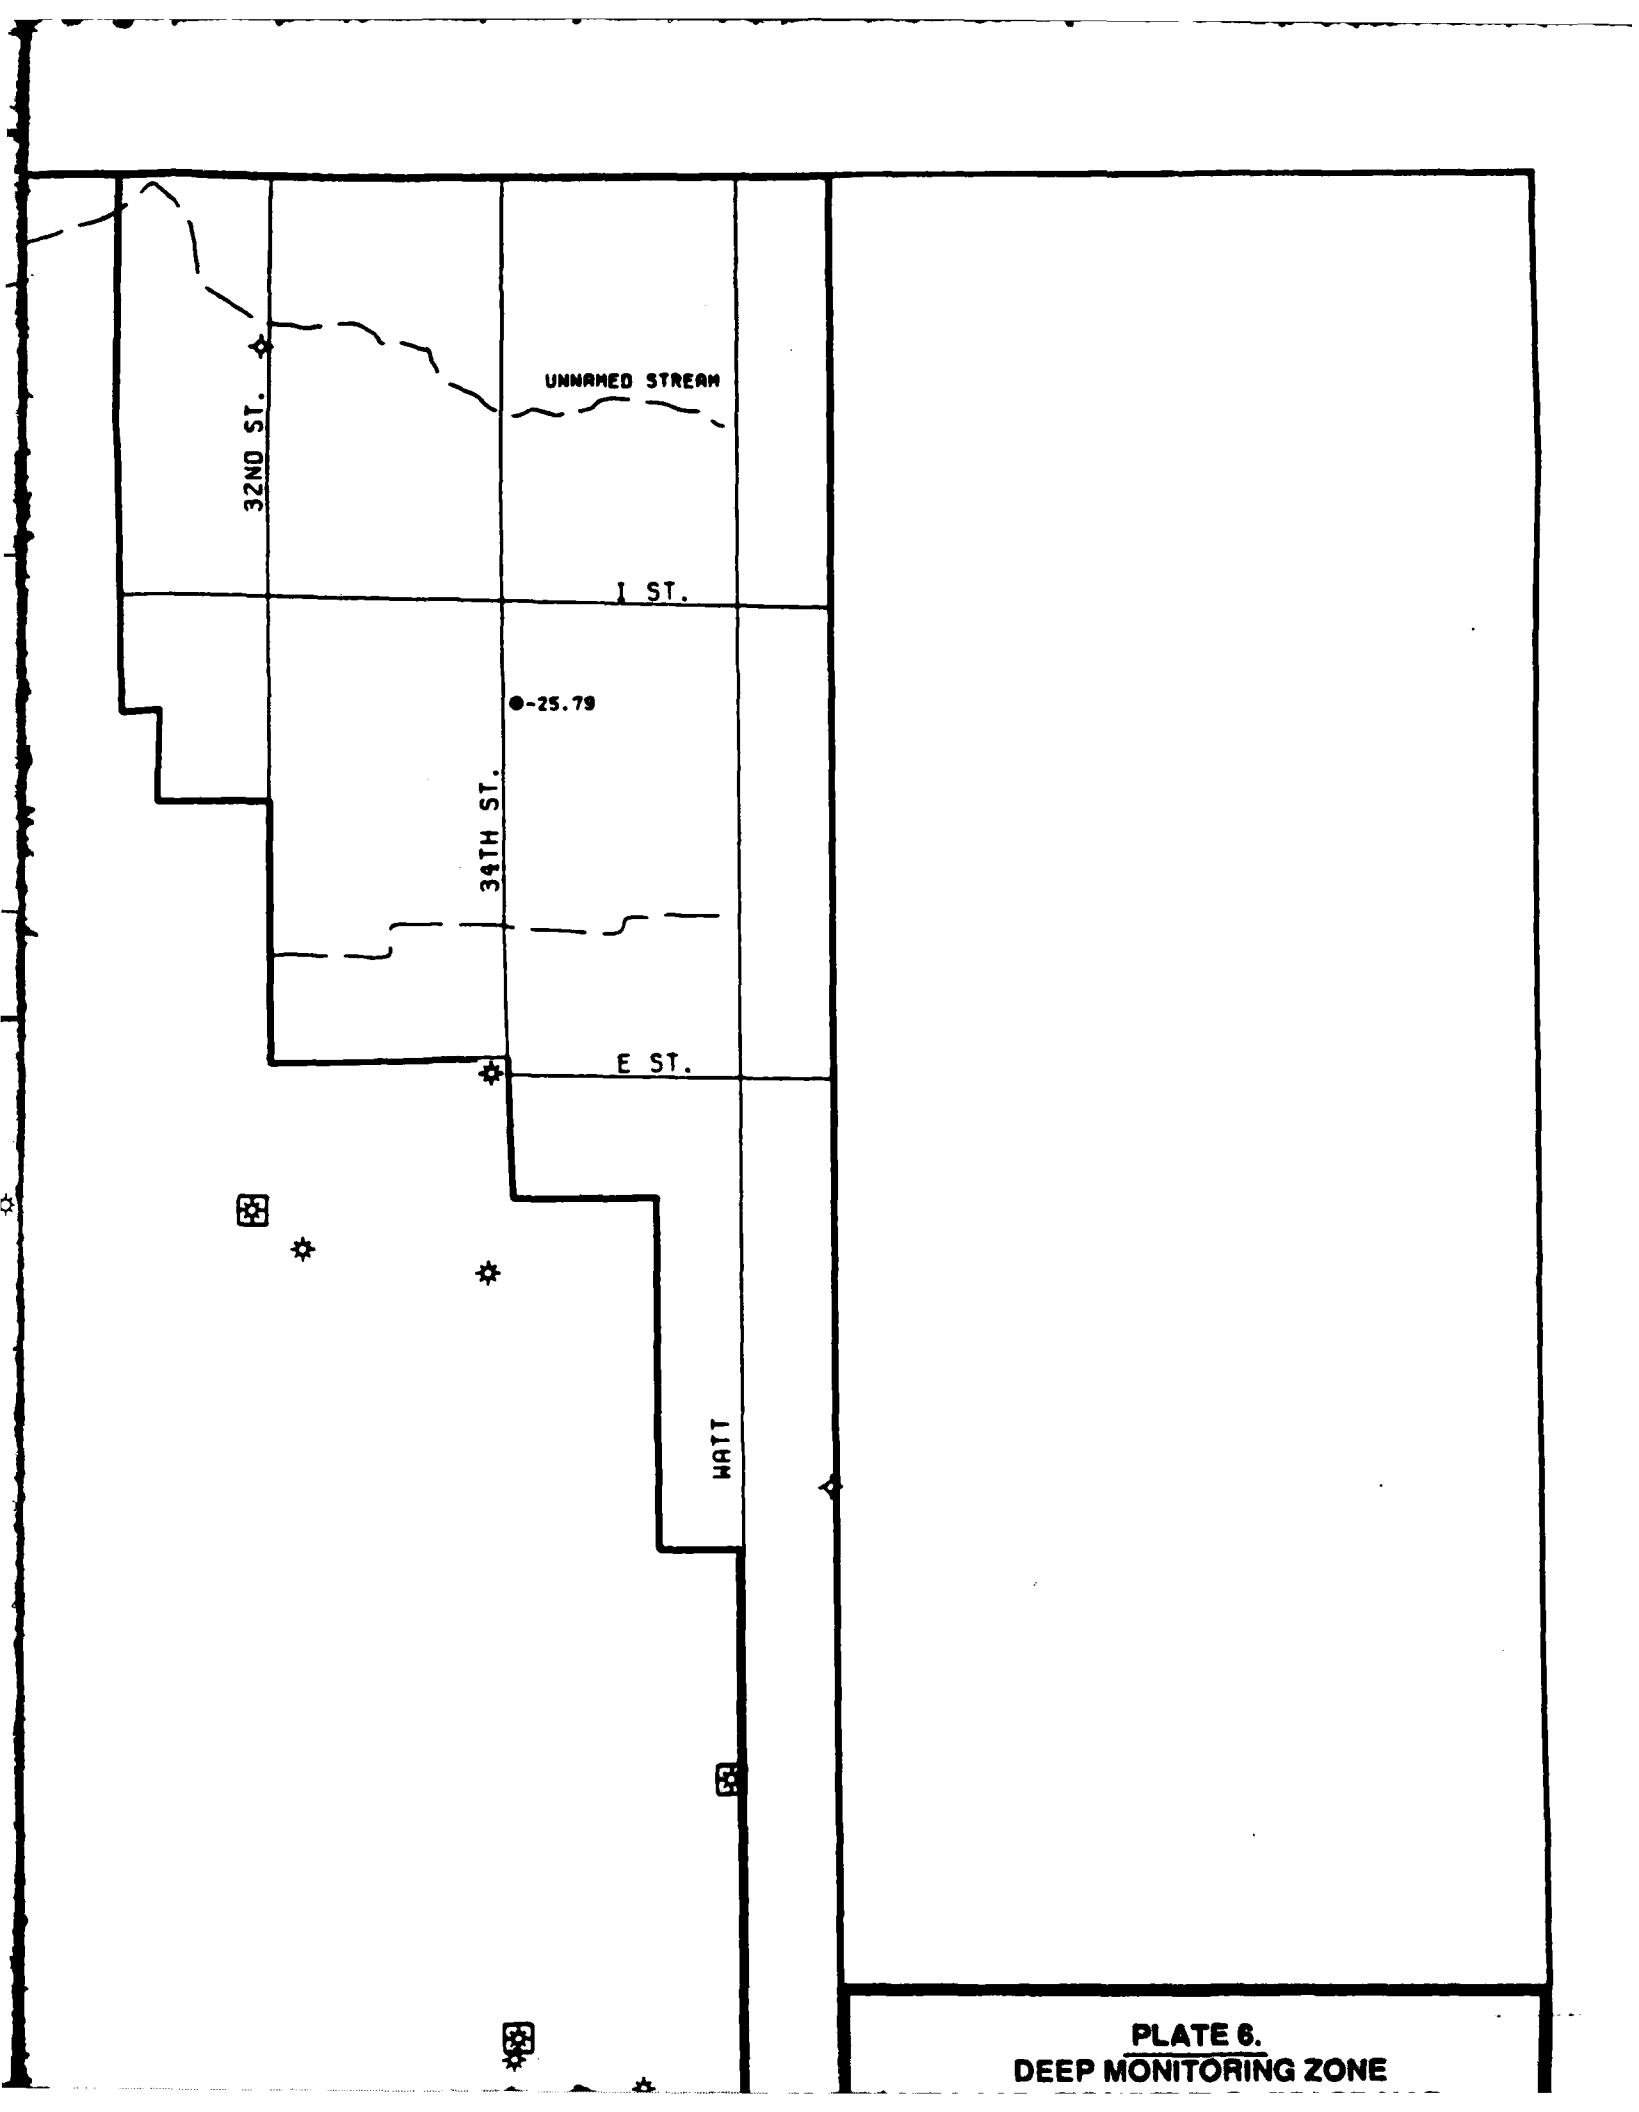 UNNAMED STREAM
32ND ST.
I ST.
-25.79
34TH ST.
E ST.
WATT
PLATE 6.
DEEP MONITORING ZONE